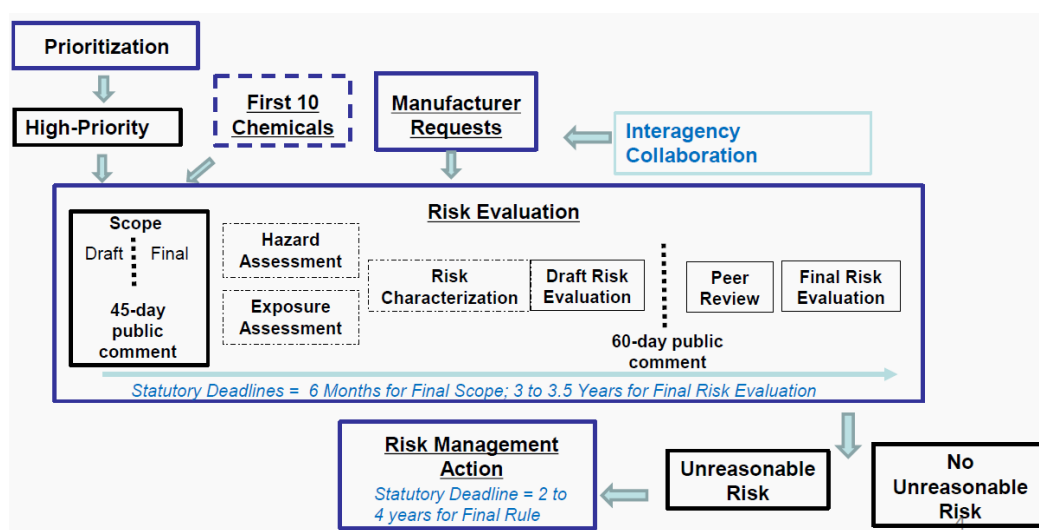 Prioritization
High-Priority
First 10
Chemicals
Manufacturer
Requests
Interagency
Collaboration
Risk Evaluation
Scope
Draft
Final
45-day
public
comment
Hazard
Assessment
Exposure
Assessment
Risk
Characterization
Draft Risk
Evaluation
60-day public
comment
Peer
Review
Final Risk
Evaluation
Statutory Deadlines = 6 Months for Final Scope; 3 to 3.5 Years for Final Risk Evaluation
Risk Management
Action
Statutory Deadline = 2 to
4 years for Final Rule
Unreasonable
Risk
No
Unreasonable
Risk